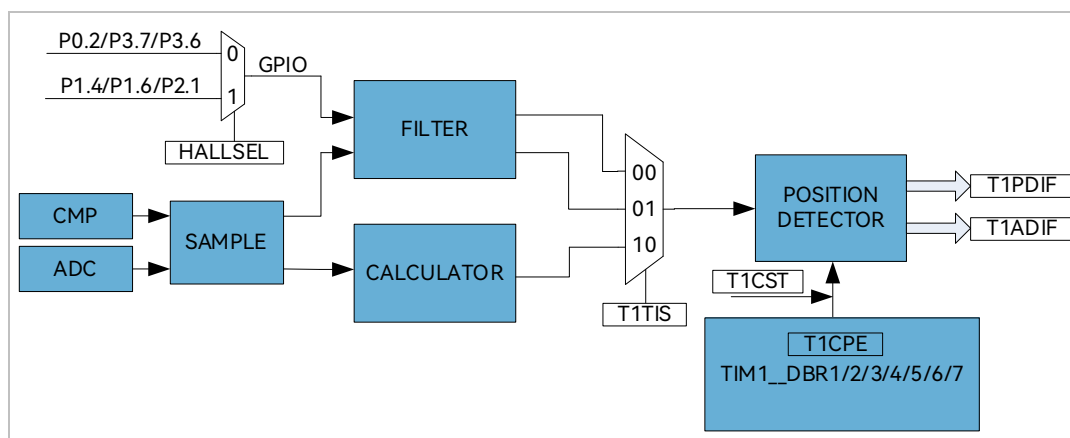 P0.2/P3.7/P3.6
0
GPIO
P1.4/P1.6/P2.1
1
HALLSEL
FILTER
CMP
ADC
SAMPLE
CALCULATOR
00
01
10
T1TIS
POSITION
DETECTOR
T1PDIF
T1ADIF
T1CST
T1CPE
TIM1__DBR1/2/3/4/5/6/7